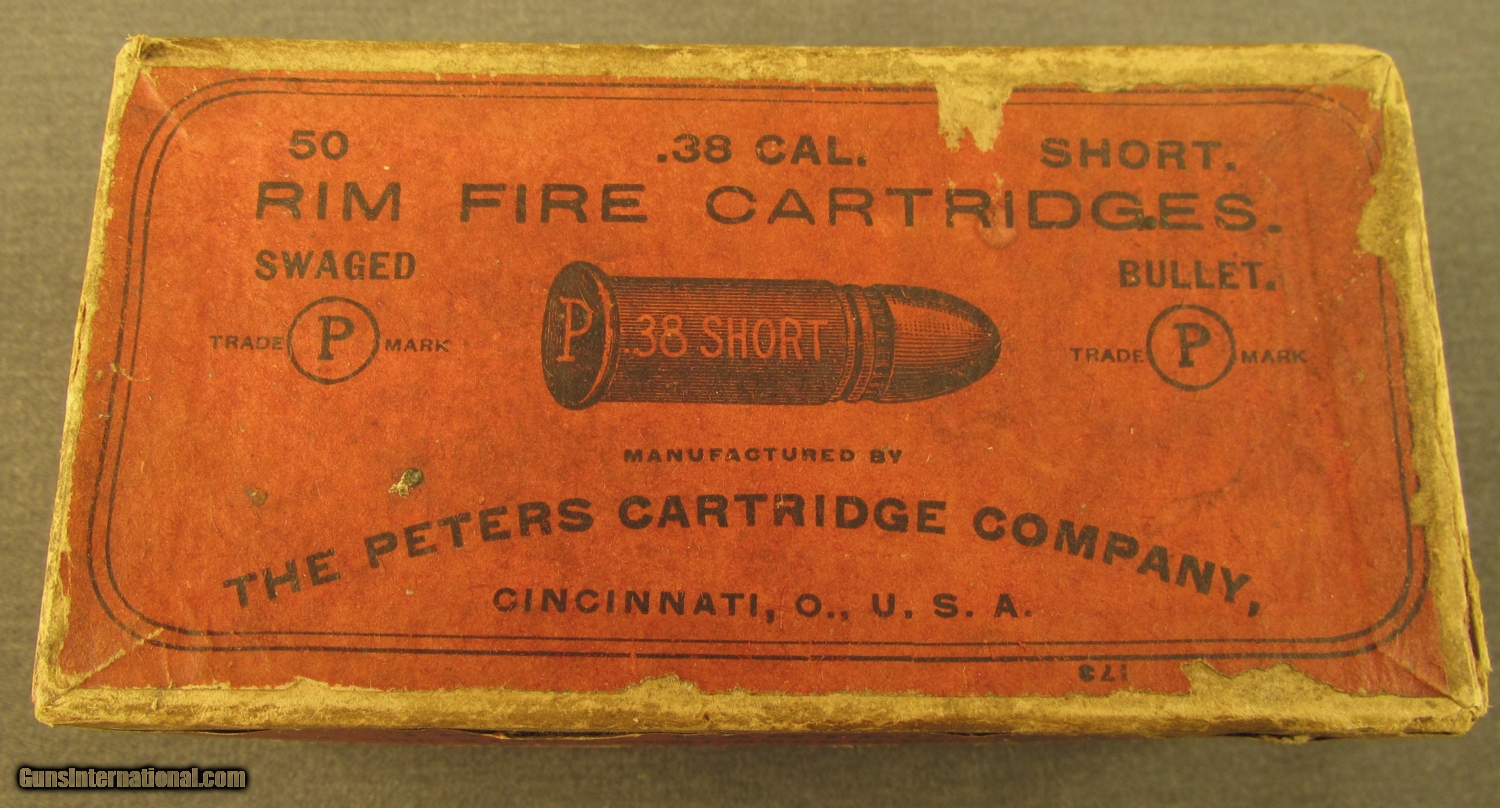 50 .38 CAL. SHORT.
RIM FIRE CARTRIDGES.
SWAGED BULLET.
TRADE P MARK TRADE P MARK
P .38 SHORT
MANUFACTURED BY
THE PETERS CARTRIDGE COMPANY,
CINCINNATI, O., U. S. A.
173
GunsInternational.com